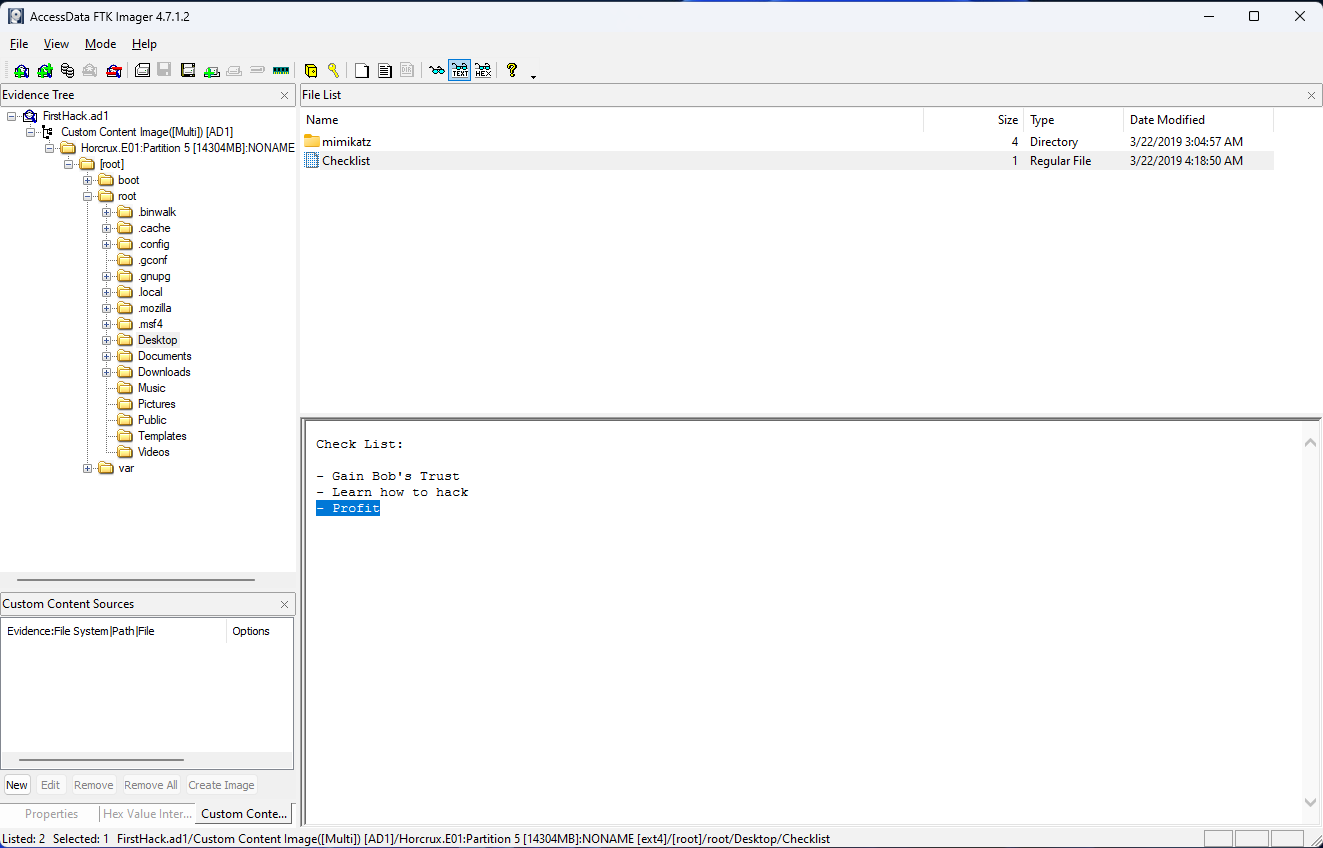 AccessData FTK Imager 4.7.1.2
File View Mode Help
Evidence Tree
FirstHack.ad1
Custom Content Image([Multi]) [AD1]
Horcrux.E01:Partition 5 [14304MB]:NONAME
[root]
boot
root
.binwalk
.cache
.config
.gconf
.gnupg
.local
.mozilla
.msf4
Desktop
Documents
Downloads
Music
Pictures
Public
Templates
Videos
var
File List
Name Size Type Date Modified
mimikatz 4 Directory 3/22/2019 3:04:57 AM
Checklist 1 Regular File 3/22/2019 4:18:50 AM
Check List:
- Gain Bob's Trust
- Learn how to hack
- Profit
Custom Content Sources
Evidence:File System|Path|File Options
New Edit Remove Remove All Create Image
Properties Hex Value Inter... Custom Conte...
Listed: 2 Selected: 1 FirstHack.ad1/Custom Content Image([Multi]) [AD1]/Horcrux.E01:Partition 5 [14304MB]:NONAME [ext4]/[root]/root/Desktop/Checklist